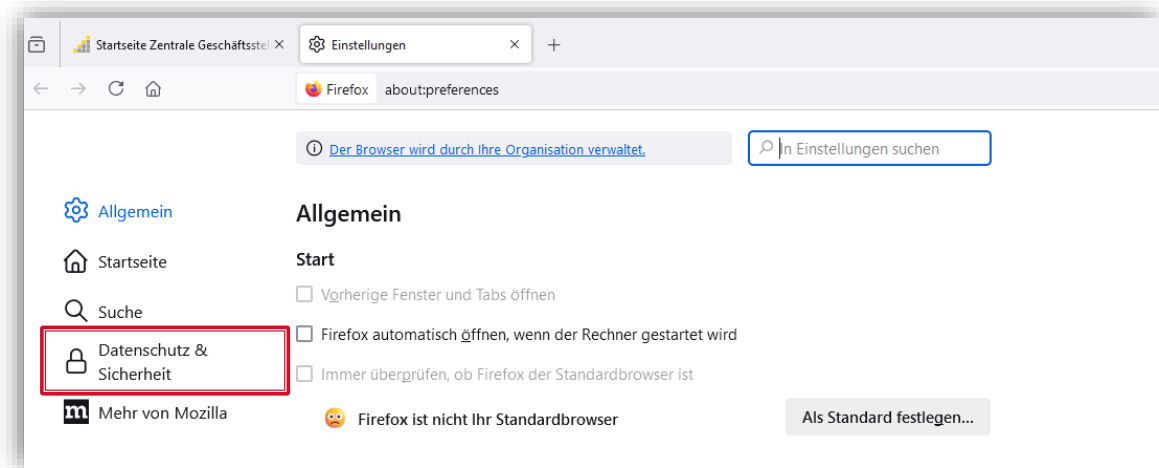 Startseite Zentrale Geschäftsstel
Einstellungen
Firefox about:preferences
Der Browser wird durch Ihre Organisation verwaltet.
In Einstellungen suchen
Allgemein
Startseite
Suche
Datenschutz &
Sicherheit
m Mehr von Mozilla
Allgemein
Start
Vorherige Fenster und Tabs öffnen
Firefox automatisch öffnen, wenn der Rechner gestartet wird
Immer überprüfen, ob Firefox der Standardbrowser ist
Firefox ist nicht Ihr Standardbrowser
Als Standard festlegen...